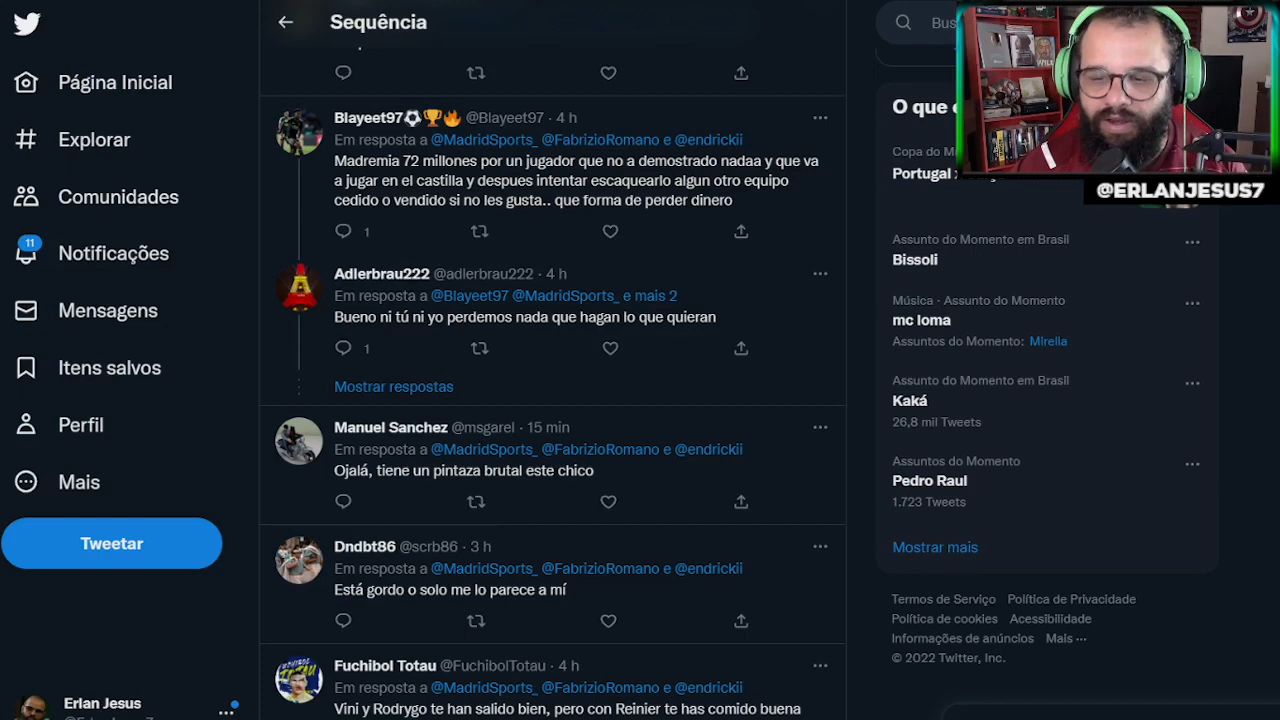 Sequência
Página Inicial
Explorar
Comunidades
11
Notificações
Mensagens
Itens salvos
Perfil
Mais
Tweetar
Erlan Jesus
Blayeet97⚽🏆🔥 @Blayeet97 · 4 h
Em resposta a @MadridSports_ @FabrizioRomano e @endrickii
Madremia 72 millones por un jugador que no a demostrado nadaa y que va
a jugar en el castilla y despues intentar escaquearlo algun otro equipo
cedido o vendido si no les gusta.. que forma de perder dinero
1
Adlerbrau222 @adlerbrau222 · 4 h
Em resposta a @Blayeet97 @MadridSports_ e mais 2
Bueno ni tú ni yo perdemos nada que hagan lo que quieran
1
Mostrar respostas
Manuel Sanchez @msgarel · 15 min
Em resposta a @MadridSports_ @FabrizioRomano e @endrickii
Ojalá, tiene un pintaza brutal este chico
Dndbt86 @scrb86 · 3 h
Em resposta a @MadridSports_ @FabrizioRomano e @endrickii
Está gordo o solo me lo parece a mí
Fuchibol Totau @FuchibolTotau · 4 h
Em resposta a @MadridSports_ @FabrizioRomano e @endrickii
Vini y Rodrygo te han salido bien, pero con Reinier te has comido buena
Bus
O que
Copa do M
Portugal x
@ERLANJESUS7
Assunto do Momento em Brasil
Bissoli
Música · Assunto do Momento
mc loma
Assuntos do Momento: Mirella
Assunto do Momento em Brasil
Kaká
26,8 mil Tweets
Assuntos do Momento
Pedro Raul
1.723 Tweets
Mostrar mais
Termos de Serviço Política de Privacidade
Política de cookies Acessibilidade
Informações de anúncios Mais ···
© 2022 Twitter, Inc.